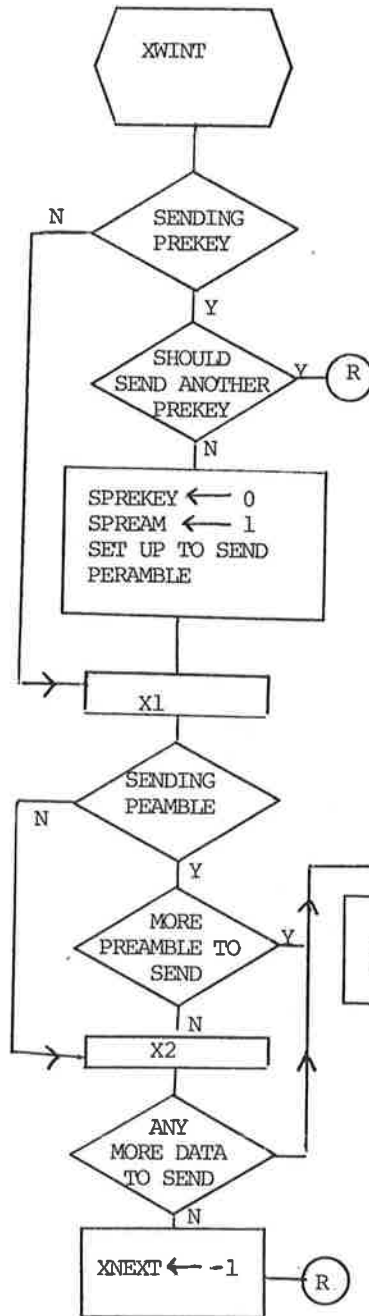 XWINT
N
SENDING
PREKEY
Y
SHOULD
SEND ANOTHER
PREKEY
Y
R
N
SPREKEY ← 0
SPREAM ← 1
SET UP TO SEND
PERAMBLE
X1
SENDING
PEAMBLE
N
Y
MORE
PREAMBLE TO
SEND
Y
N
X2
ANY
MORE DATA
TO SEND
N
XNEXT ← -1
R